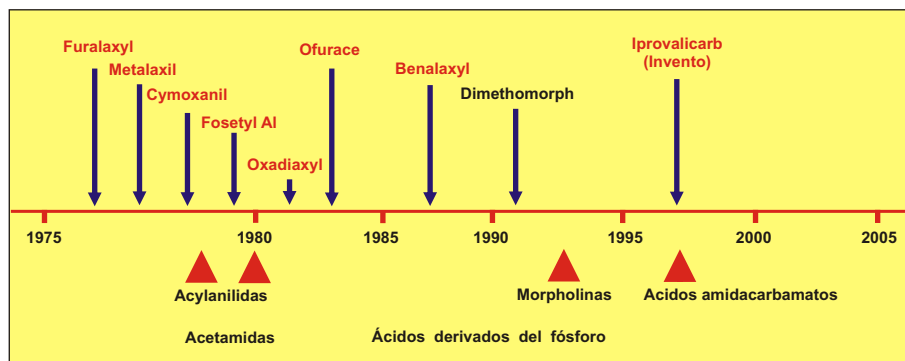 Furalaxyl
Metalaxil
Cymoxanil
Fosetyl Al
Oxadiaxyl
Ofurace
Benalaxyl
Dimethomorph
Iprovalicarb
(Invento)
1975 1980 1985 1990 1995 2000 2005
Acylanilidas Morpholinas Acidos amidacarbamatos
Acetamidas Ácidos derivados del fósforo